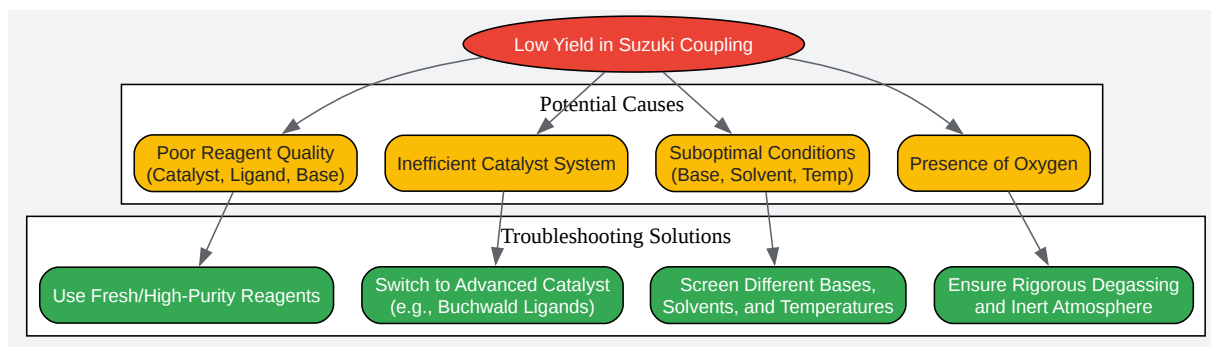 Low Yield in Suzuki Coupling
Potential Causes
Poor Reagent Quality
(Catalyst, Ligand, Base)
Inefficient Catalyst System
Suboptimal Conditions
(Base, Solvent, Temp)
Presence of Oxygen
Troubleshooting Solutions
Use Fresh/High-Purity Reagents
Switch to Advanced Catalyst
(e.g., Buchwald Ligands)
Screen Different Bases,
Solvents, and Temperatures
Ensure Rigorous Degassing
and Inert Atmosphere